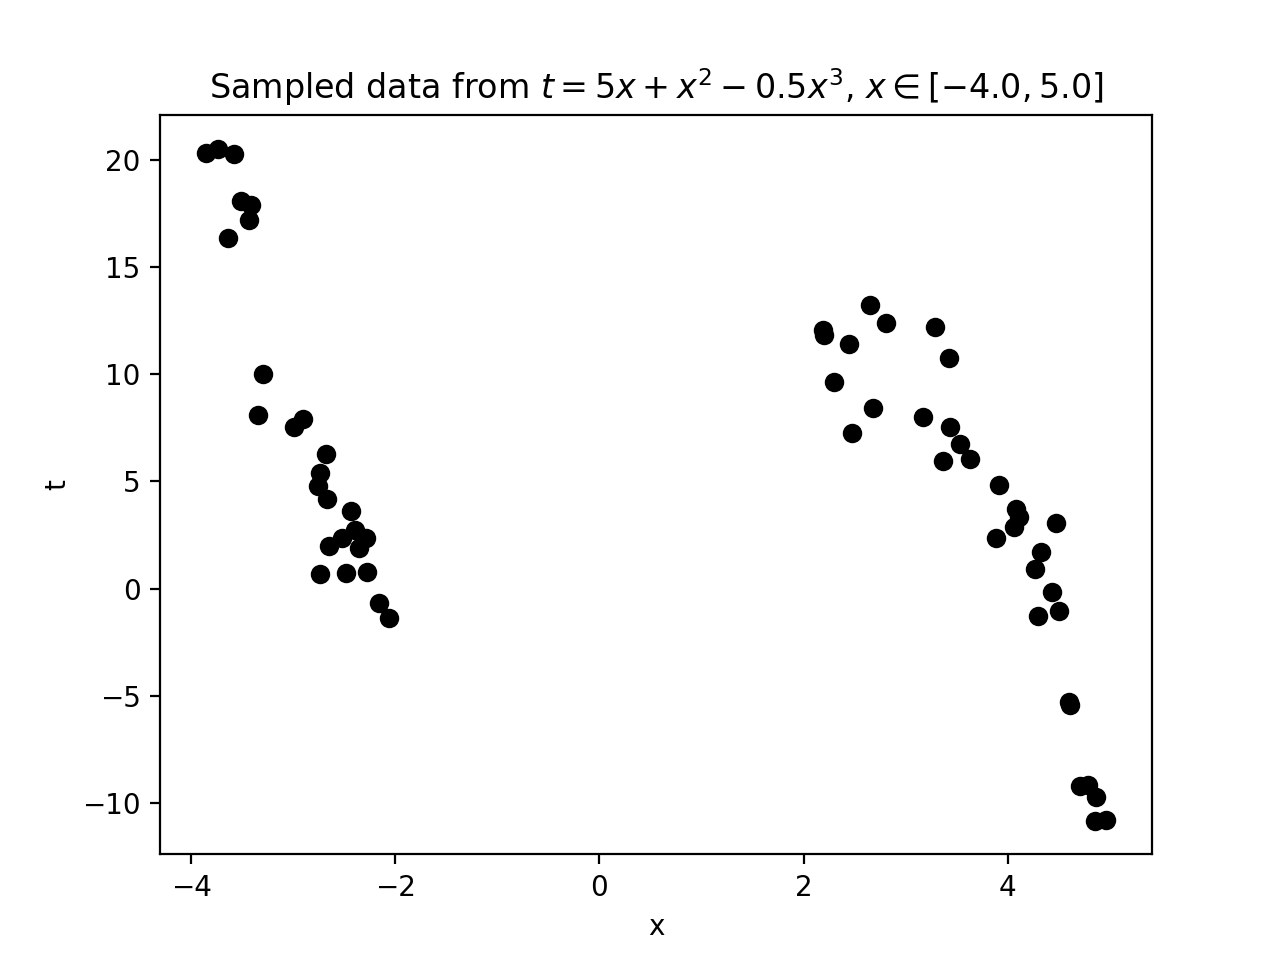 Sampled data from t = 5x + x² − 0.5x³, x ∈ [−4.0, 5.0]
20
15
10
5
0
−5
−10
t
−4 −2 0 2 4
x